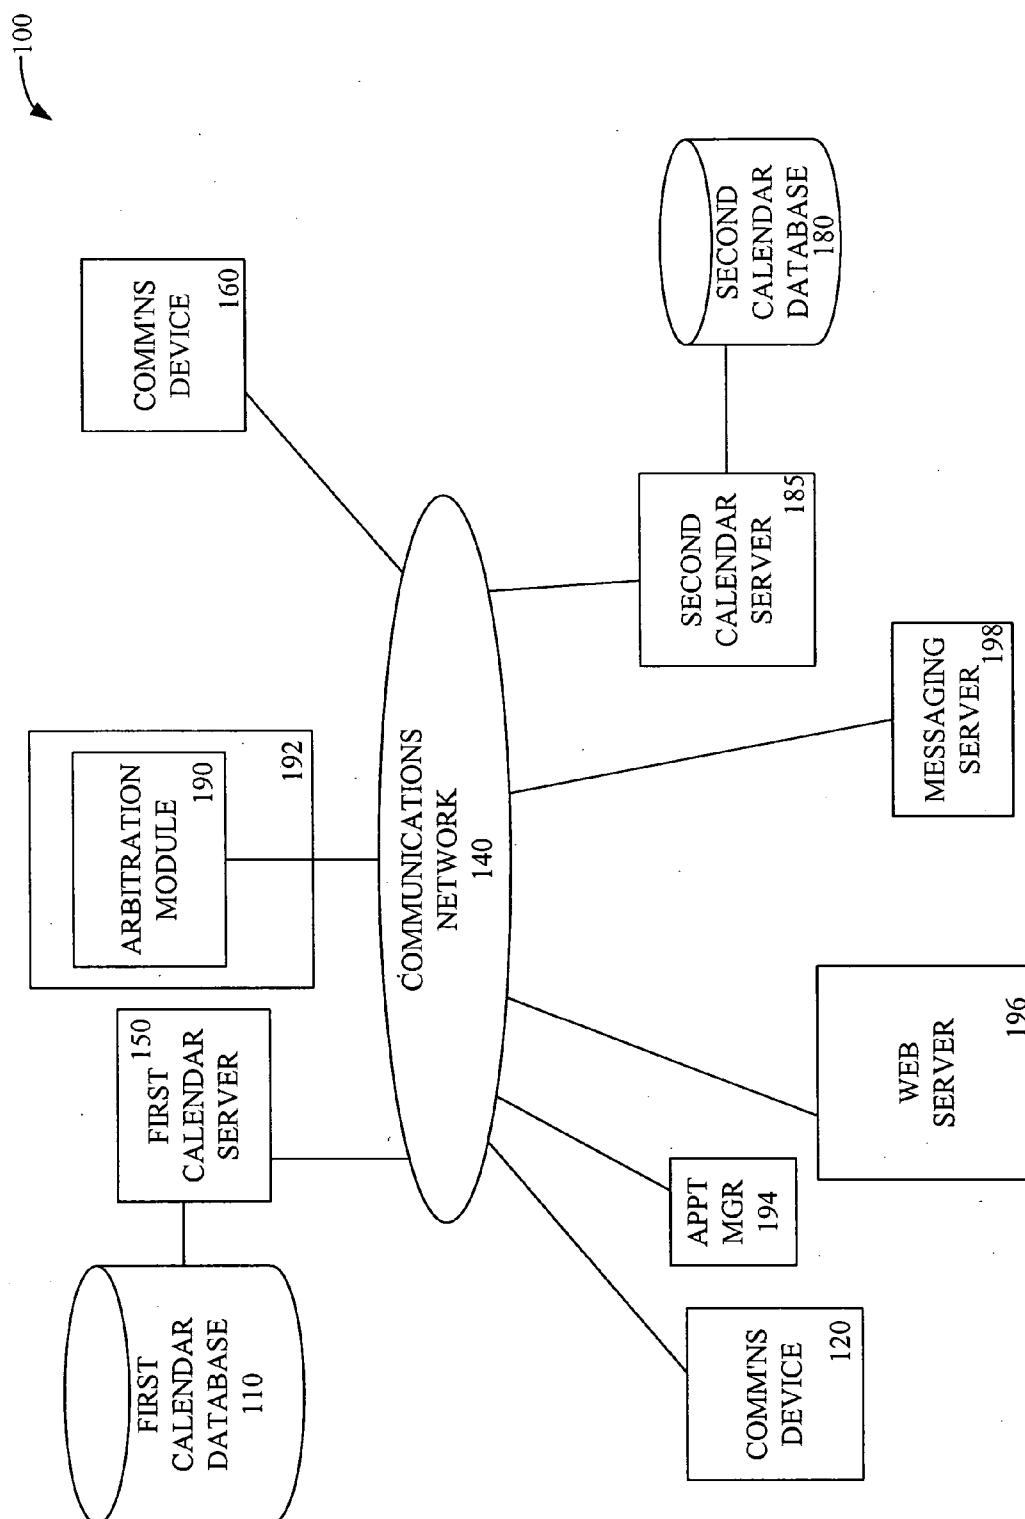 100
COMM'NS
DEVICE
160
SECOND
CALENDAR
DATABASE
180
SECOND
CALENDAR
SERVER
185
ARBITRATION
MODULE
190
192
COMMUNICATIONS
NETWORK
140
MESSAGING
SERVER
198
FIRST
CALENDAR
SERVER
150
WEB
SERVER
196
FIRST
CALENDAR
DATABASE
110
APPT
MGR
194
COMM'NS
DEVICE
120